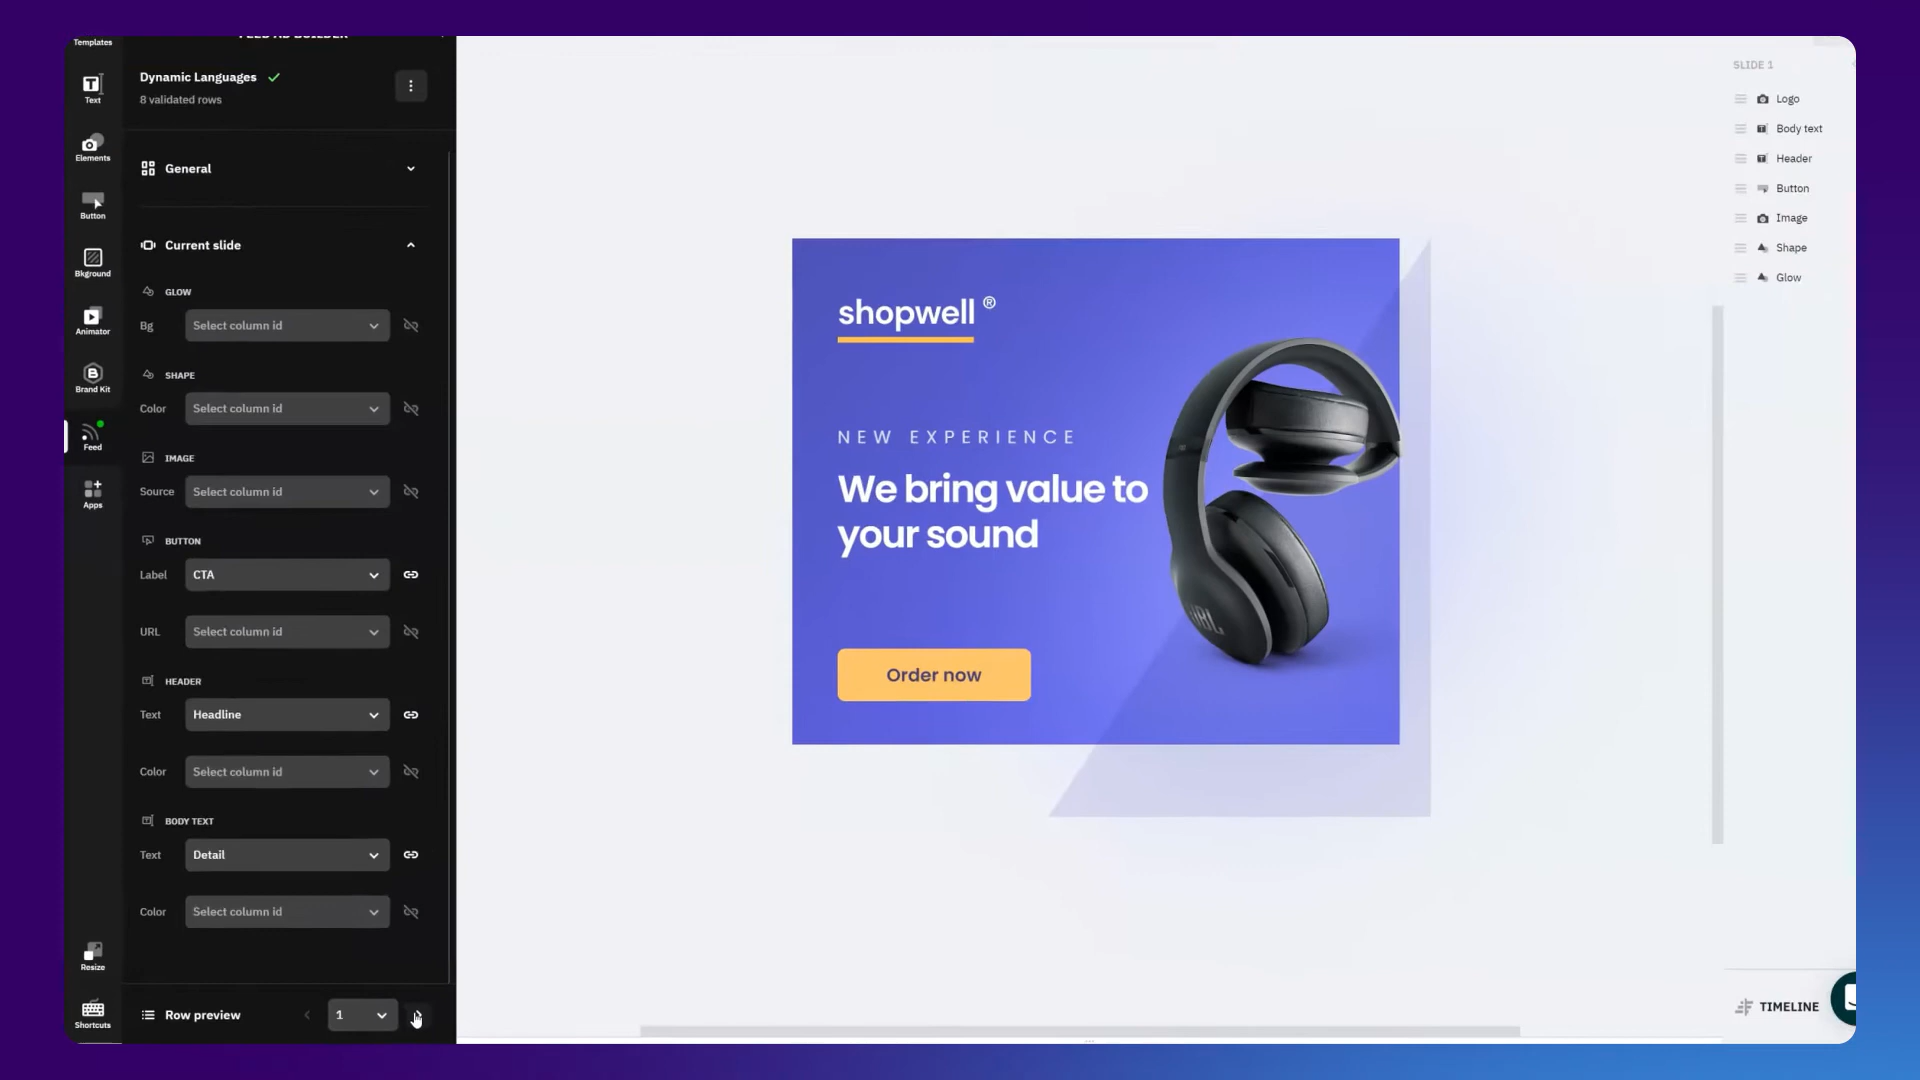 Templates
Text
Elements
Button
Bkground
Animator
Brand Kit
Feed
Apps
Resize
Shortcuts
FEED AD BUILDER
Dynamic Languages
8 validated rows
General
Current slide
GLOW
Bg Select column id
SHAPE
Color Select column id
IMAGE
Source Select column id
BUTTON
Label CTA
URL Select column id
HEADER
Text Headline
Color Select column id
BODY TEXT
Text Detail
Color Select column id
Row preview 1
shopwell ®
NEW EXPERIENCE
We bring value to
your sound
Order now
JBL
SLIDE 1
Logo
Body text
Header
Button
Image
Shape
Glow
TIMELINE